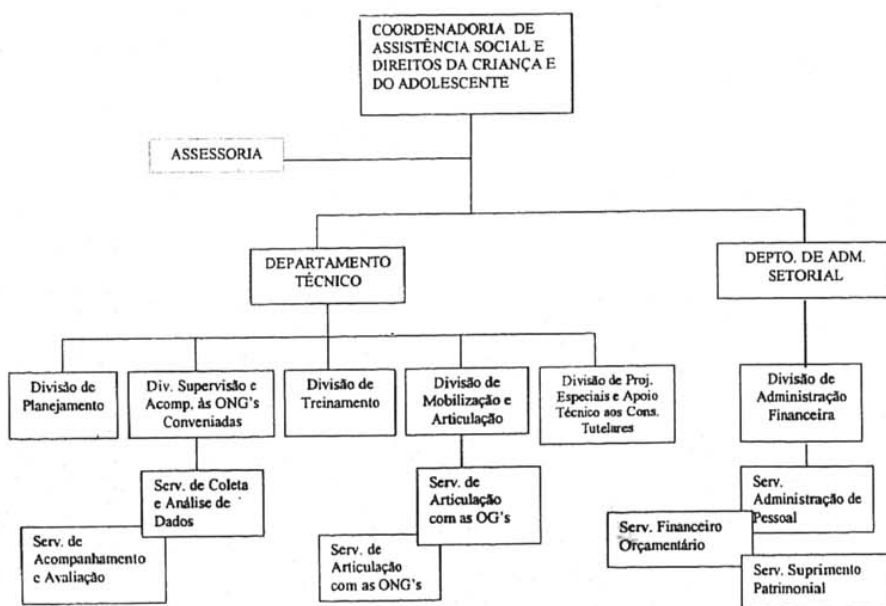 COORDENADORIA DE
ASSISTÊNCIA SOCIAL E
DIREITOS DA CRIANÇA E
DO ADOLESCENTE
ASSESSORIA
DEPARTAMENTO
TÉCNICO
DEPTO. DE ADM.
SETORIAL
Divisão de
Planejamento
Div. Supervisão e
Acomp. às ONG's
Conveniadas
Divisão de
Treinamento
Divisão de
Mobilização e
Articulação
Divisão de Proj.
Especiais e Apoio
Técnico aos Cons.
Tutelares
Divisão de
Administração
Financeira
Serv. de Coleta
e Análise de
Dados
Serv. de
Acompanhamento
e Avaliação
Serv. de
Articulação
com as OG's
Serv. de
Articulação
com as ONG's
Serv.
Administração de
Pessoal
Serv. Financeiro
Orçamentário
Serv. Suprimento
Patrimonial